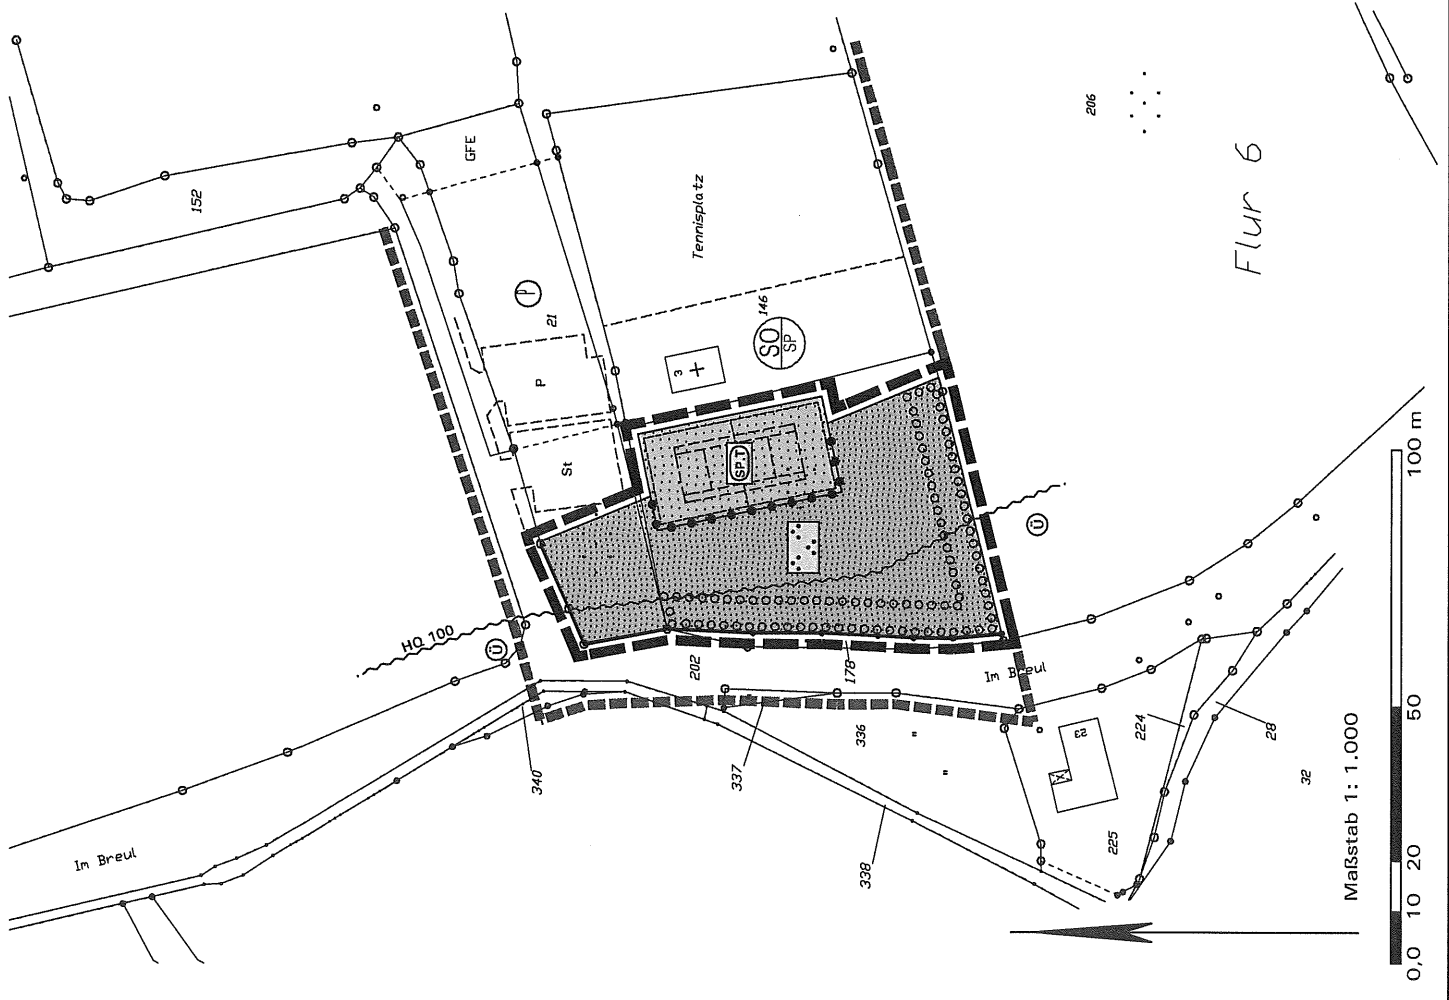 206
152
GFE
Tennisplatz
Flur 6
P
21
146
SO
SP
3
P
St
SP.T
Ü
HQ 100
Ü
202
178
Im Breul
340
337
336
23
224
28
32
Im Breul
338
225
Maßstab 1: 1.000
0,0 10 20 50 100 m